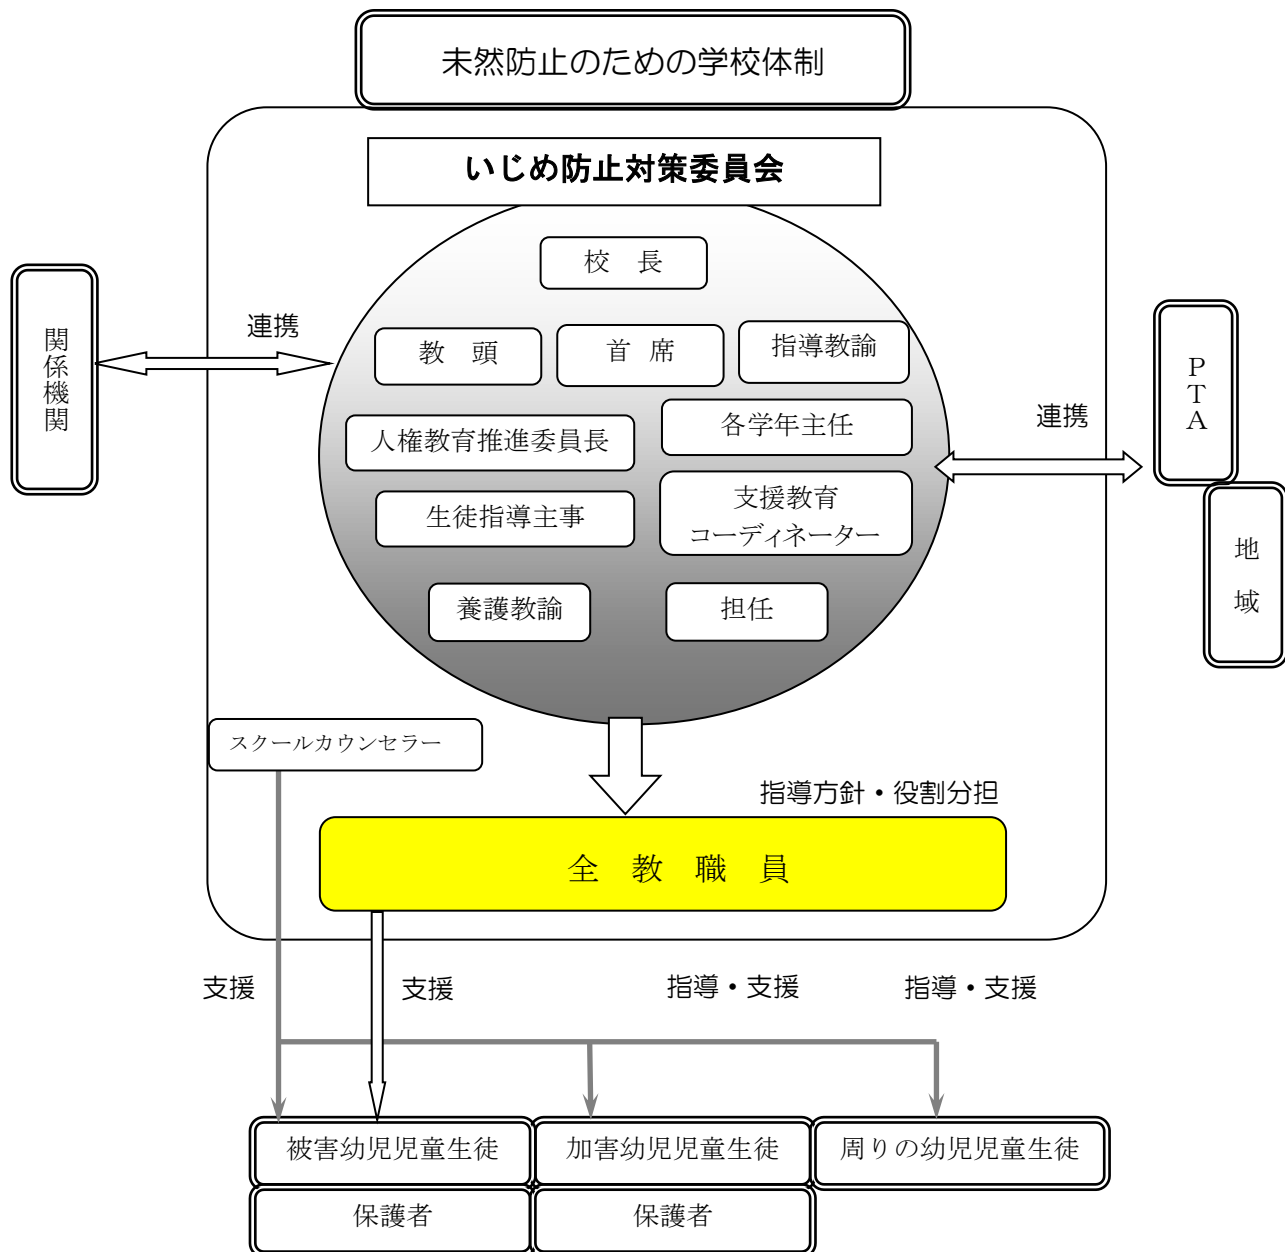 未然防止のための学校体制
いじめ防止対策委員会
校　長
教　頭
首 席
指導教諭
人権教育推進委員長
各学年主任
生徒指導主事
支援教育
コーディネーター
養護教諭
担任
関係機関
連携
連携
PTA
地域
スクールカウンセラー
指導方針・役割分担
全 教 職 員
支援
支援
指導・支援
指導・支援
被害幼児児童生徒
加害幼児児童生徒
周りの幼児児童生徒
保護者
保護者